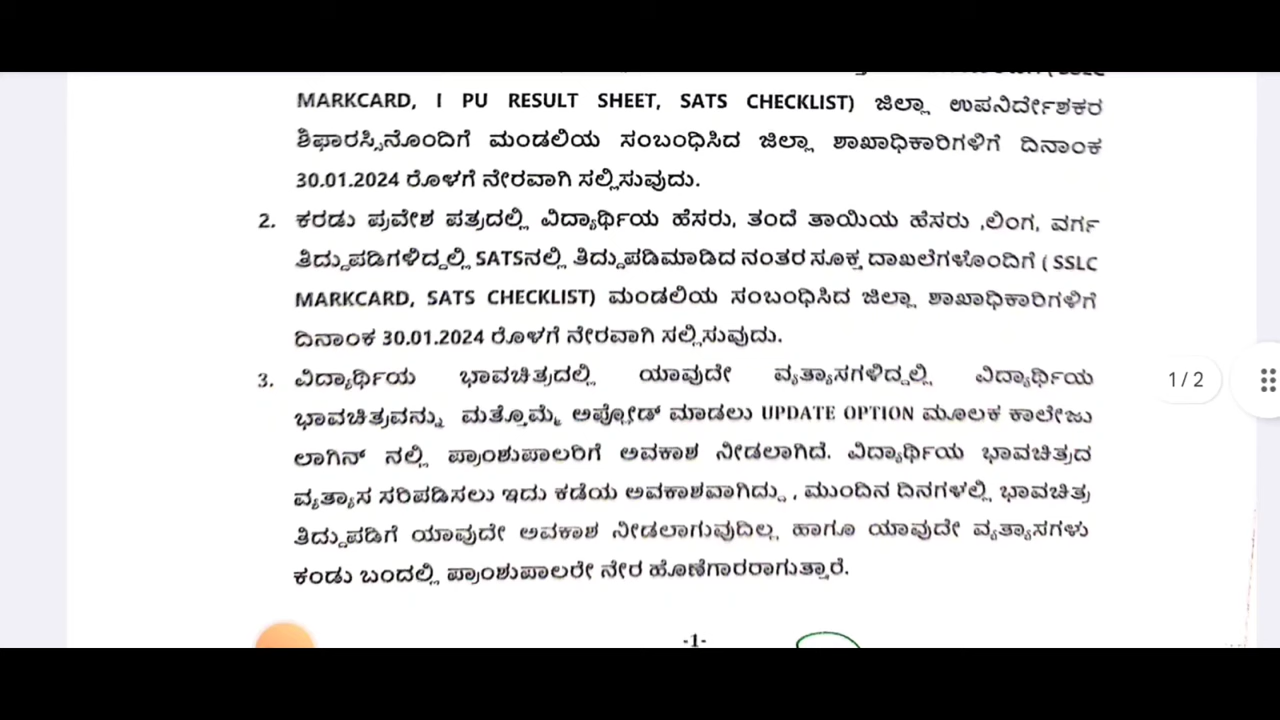 MARKCARD, I PU RESULT SHEET, SATS CHECKLIST) ಜಿಲ್ಲಾ ಉಪನಿರ್ದೇಶಕರ
ಶಿಫಾರಸ್ಸಿನೊಂದಿಗೆ ಮಂಡಲಿಯ ಸಂಬಂಧಿಸಿದ ಜಿಲ್ಲಾ ಶಾಖಾಧಿಕಾರಿಗಳಿಗೆ ದಿನಾಂಕ
30.01.2024 ರೊಳಗೆ ನೇರವಾಗಿ ಸಲ್ಲಿಸುವುದು.
2. ಕರಡು ಪ್ರವೇಶ ಪತ್ರದಲ್ಲಿ ವಿದ್ಯಾರ್ಥಿಯ ಹೆಸರು, ತಂದೆ ತಾಯಿಯ ಹೆಸರು ,ಲಿಂಗ, ವರ್ಗ
ತಿದ್ದುಪಡಿಗಳಿದ್ದಲ್ಲಿ SATSನಲ್ಲಿ ತಿದ್ದುಪಡಿಮಾಡಿದ ನಂತರ ಸೂಕ್ತ ದಾಖಲೆಗಳೊಂದಿಗೆ ( SSLC
MARKCARD, SATS CHECKLIST) ಮಂಡಲಿಯ ಸಂಬಂಧಿಸಿದ ಜಿಲ್ಲಾ ಶಾಖಾಧಿಕಾರಿಗಳಿಗೆ
ದಿನಾಂಕ 30.01.2024 ರೊಳಗೆ ನೇರವಾಗಿ ಸಲ್ಲಿಸುವುದು.
3. ವಿದ್ಯಾರ್ಥಿಯ ಭಾವಚಿತ್ರದಲ್ಲಿ ಯಾವುದೇ ವ್ಯತ್ಯಾಸಗಳಿದ್ದಲ್ಲಿ ವಿದ್ಯಾರ್ಥಿಯ
ಭಾವಚಿತ್ರವನ್ನು ಮತ್ತೊಮ್ಮೆ ಅಪ್ಲೋಡ್ ಮಾಡಲು UPDATE OPTION ಮೂಲಕ ಕಾಲೇಜು
ಲಾಗಿನ್ ನಲ್ಲಿ ಪ್ರಾಂಶುಪಾಲರಿಗೆ ಅವಕಾಶ ನೀಡಲಾಗಿದೆ. ವಿದ್ಯಾರ್ಥಿಯ ಭಾವಚಿತ್ರದ
ವ್ಯತ್ಯಾಸ ಸರಿಪಡಿಸಲು ಇದು ಕಡೆಯ ಅವಕಾಶವಾಗಿದ್ದು , ಮುಂದಿನ ದಿನಗಳಲ್ಲಿ ಭಾವಚಿತ್ರ
ತಿದ್ದುಪಡಿಗೆ ಯಾವುದೇ ಅವಕಾಶ ನೀಡಲಾಗುವುದಿಲ್ಲ ಹಾಗೂ ಯಾವುದೇ ವ್ಯತ್ಯಾಸಗಳು
ಕಂಡು ಬಂದಲ್ಲಿ ಪ್ರಾಂಶುಪಾಲರೇ ನೇರ ಹೊಣೆಗಾರರಾಗುತ್ತಾರೆ.
-1-
1 / 2